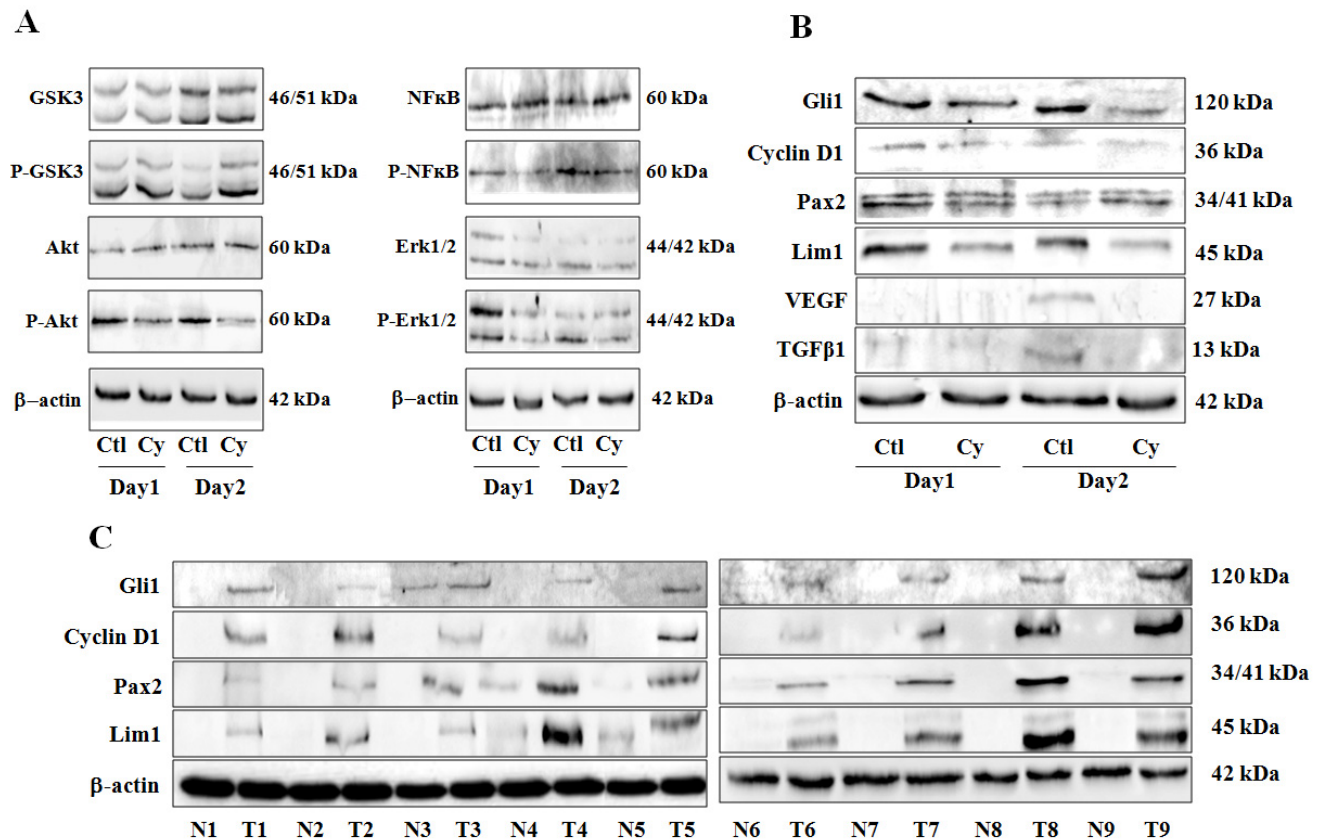 A
GSK3 46/51 kDa
P-GSK3 46/51 kDa
Akt 60 kDa
P-Akt 60 kDa
β–actin 42 kDa
Ctl Cy Ctl Cy
Day1 Day2
NFκB 60 kDa
P-NFκB 60 kDa
Erk1/2 44/42 kDa
P-Erk1/2 44/42 kDa
β–actin 42 kDa
Ctl Cy Ctl Cy
Day1 Day2
B
Gli1 120 kDa
Cyclin D1 36 kDa
Pax2 34/41 kDa
Lim1 45 kDa
VEGF 27 kDa
TGFβ1 13 kDa
β-actin 42 kDa
Ctl Cy Ctl Cy
Day1 Day2
C
Gli1 120 kDa
Cyclin D1 36 kDa
Pax2 34/41 kDa
Lim1 45 kDa
β-actin 42 kDa
N1 T1 N2 T2 N3 T3 N4 T4 N5 T5 N6 T6 N7 T7 N8 T8 N9 T9